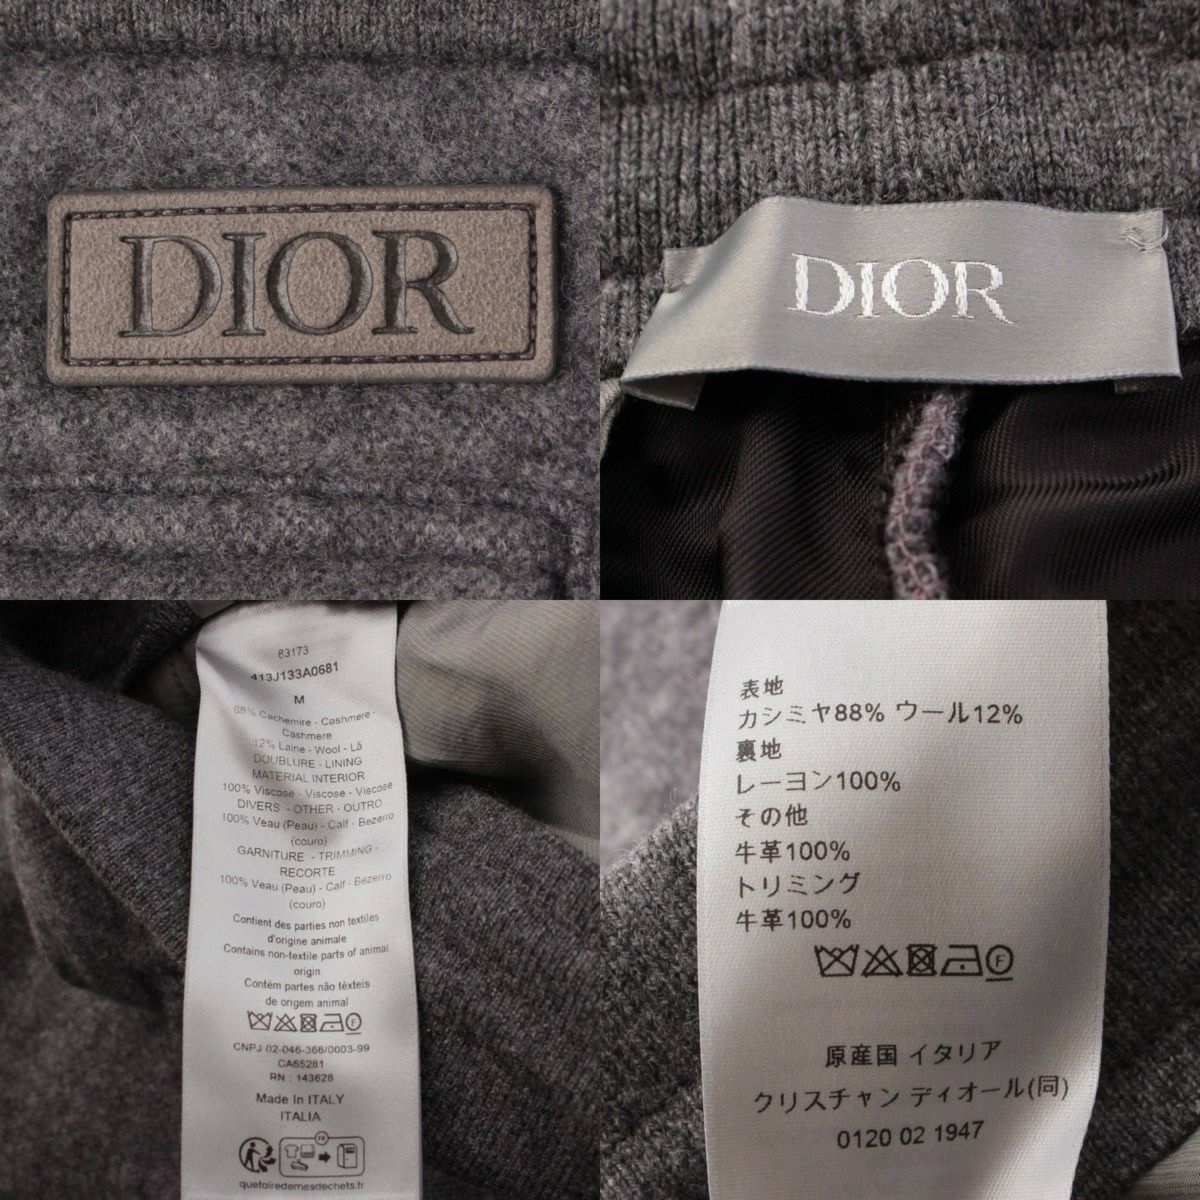 DIOR
DIOR
83173
413J133A0681
M
88% Cachemire - Cashmere -
Cashmere
12% Laine - Wool - Lã
DOUBLURE - LINING
MATERIAL INTERIOR
100% Viscose - Viscose - Viscose
DIVERS - OTHER - OUTRO
100% Veau (Peau) - Calf - Bezerro
(couro)
GARNITURE - TRIMMING -
RECORTE
100% Veau (Peau) - Calf - Bezerro
(couro)
Contient des parties non textiles
d'origine animale
Contains non-textile parts of animal
origin
Contém partes não têxteis
de origem animal
CNPJ 02-046-366/0003-99
CA65281
RN : 143628
Made In ITALY
ITALIA
FR
quefairedemesdechets.fr
表地
カシミヤ88% ウール12%
裏地
レーヨン100%
その他
牛革100%
トリミング
牛革100%
F
原産国 イタリア
クリスチャン ディオール(同)
0120 02 1947